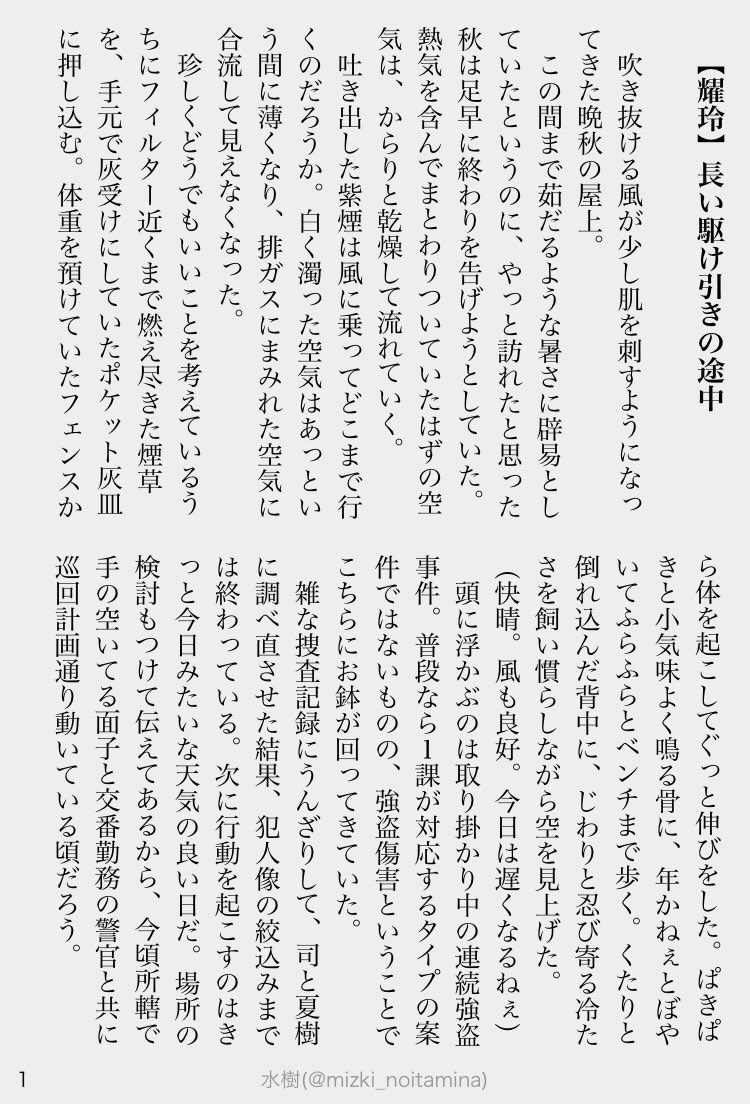 【耀玲】長い駆け引きの途中
　吹き抜ける風が少し肌を刺すようになっ
てきた晩秋の屋上。
　この間まで茹だるような暑さに辟易とし
ていたというのに、やっと訪れたと思った
秋は足早に終わりを告げようとしていた。
熱気を含んでまとわりついていたはずの空
気は、からりと乾燥して流れていく。
　吐き出した紫煙は風に乗ってどこまで行
くのだろうか。白く濁った空気はあっとい
う間に薄くなり、排ガスにまみれた空気に
合流して見えなくなった。
　珍しくどうでもいいことを考えているう
ちにフィルター近くまで燃え尽きた煙草
を、手元で灰受けにしていたポケット灰皿
に押し込む。体重を預けていたフェンスか
ら体を起こしてぐっと伸びをした。ぱきぱ
きと小気味よく鳴る骨に、年かねぇとぼや
いてふらふらとベンチまで歩く。くたりと
倒れ込んだ背中に、じわりと忍び寄る冷た
さを飼い慣らしながら空を見上げた。
（快晴。風も良好。今日は遅くなるねぇ）
　頭に浮かぶのは取り掛かり中の連続強盗
事件。普段なら１課が対応するタイプの案
件ではないものの、強盗傷害ということで
こちらにお鉢が回ってきていた。
　雑な捜査記録にうんざりして、司と夏樹
に調べ直させた結果、犯人像の絞込みまで
は終わっている。次に行動を起こすのはき
っと今日みたいな天気の良い日だ。場所の
検討もつけて伝えてあるから、今頃所轄で
手の空いてる面子と交番勤務の警官と共に
巡回計画通り動いている頃だろう。
1
水樹(@mizki_noitamina)